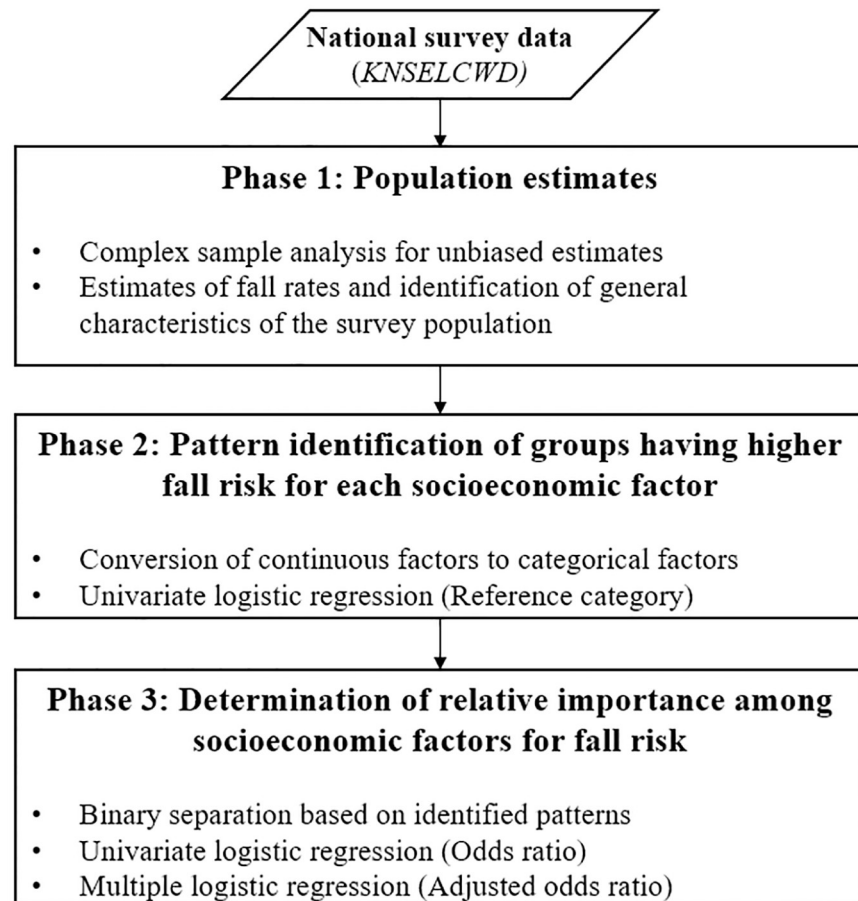 National survey data
(KNSELCWD)
Phase 1: Population estimates
• Complex sample analysis for unbiased estimates
• Estimates of fall rates and identification of general
characteristics of the survey population
Phase 2: Pattern identification of groups having higher
fall risk for each socioeconomic factor
• Conversion of continuous factors to categorical factors
• Univariate logistic regression (Reference category)
Phase 3: Determination of relative importance among
socioeconomic factors for fall risk
• Binary separation based on identified patterns
• Univariate logistic regression (Odds ratio)
• Multiple logistic regression (Adjusted odds ratio)